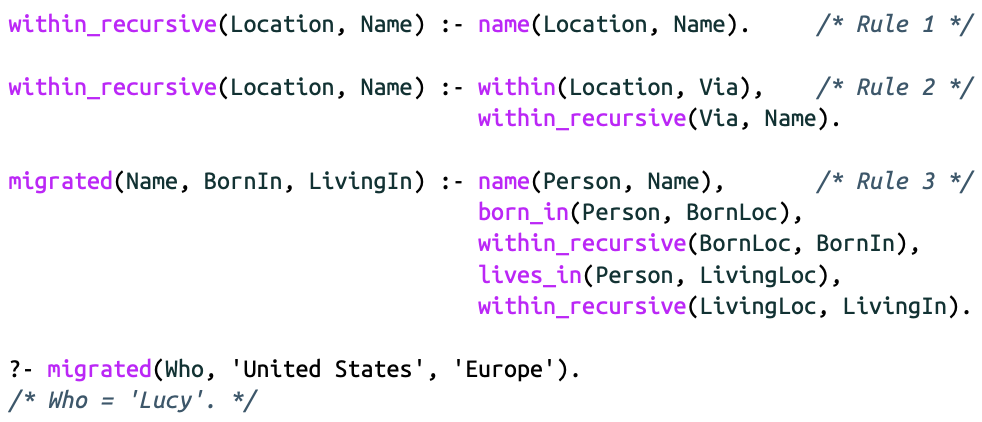 within_recursive(Location, Name) :- name(Location, Name).     /* Rule 1 */
within_recursive(Location, Name) :- within(Location, Via),    /* Rule 2 */
                                    within_recursive(Via, Name).
migrated(Name, BornIn, LivingIn) :- name(Person, Name),       /* Rule 3 */
                                    born_in(Person, BornLoc),
                                    within_recursive(BornLoc, BornIn),
                                    lives_in(Person, LivingLoc),
                                    within_recursive(LivingLoc, LivingIn).
?- migrated(Who, 'United States', 'Europe').
/* Who = 'Lucy'. */